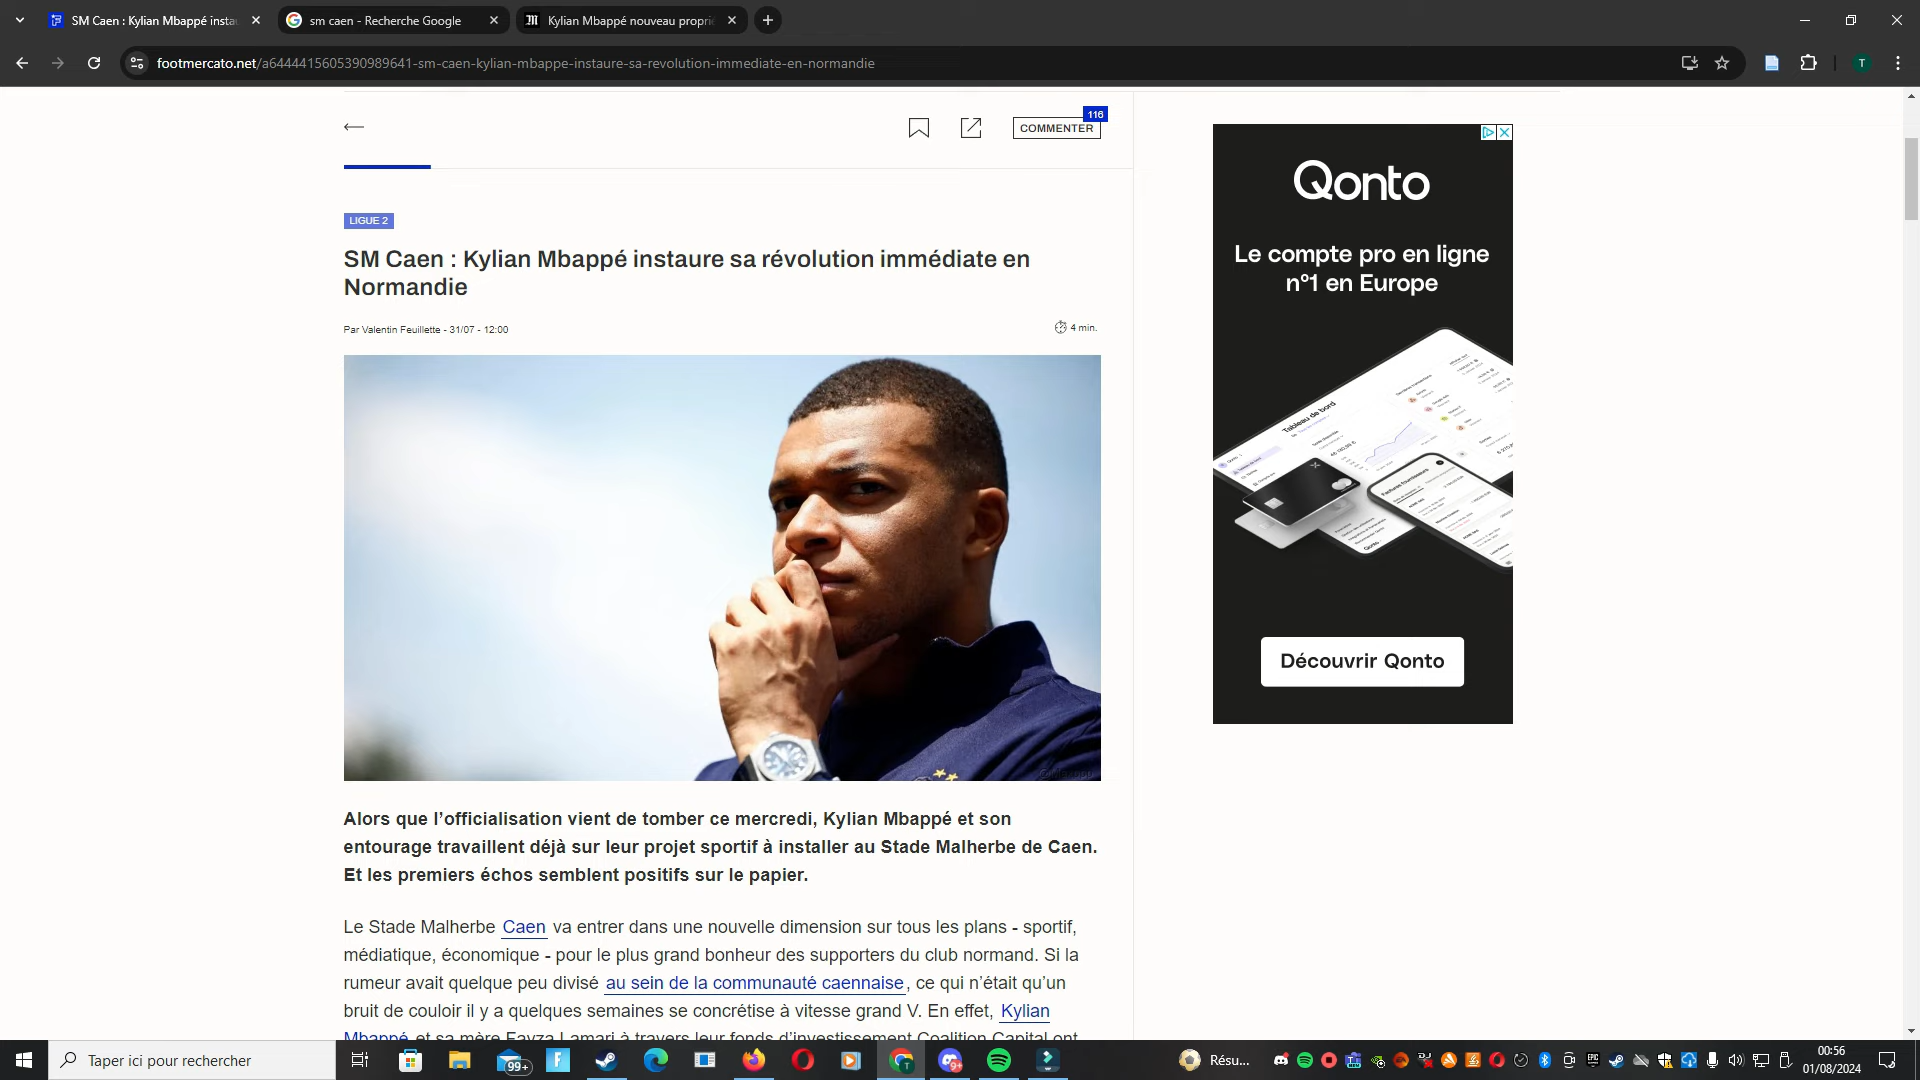 SM Caen : Kylian Mbappé insta
sm caen - Recherche Google
Kylian Mbappé nouveau propri
footmercato.net/a6444415605390989641-sm-caen-kylian-mbappe-instaure-sa-revolution-immediate-en-normandie
T
116
COMMENTER
LIGUE 2
SM Caen : Kylian Mbappé instaure sa révolution immédiate en
Normandie
Par Valentin Feuillette - 31/07 - 12:00
4 min.
Qonto
Le compte pro en ligne
n°1 en Europe
Tableau de bord
Découvrir Qonto
Alors que l’officialisation vient de tomber ce mercredi, Kylian Mbappé et son
entourage travaillent déjà sur leur projet sportif à installer au Stade Malherbe de Caen.
Et les premiers échos semblent positifs sur le papier.
Le Stade Malherbe Caen va entrer dans une nouvelle dimension sur tous les plans - sportif,
médiatique, économique - pour le plus grand bonheur des supporters du club normand. Si la
rumeur avait quelque peu divisé au sein de la communauté caennaise, ce qui n’était qu’un
bruit de couloir il y a quelques semaines se concrétise à vitesse grand V. En effet, Kylian
Mbappé et sa mère Fayza Lamari à travers leur fonds d’investissement Coalition Capital ont
Taper ici pour rechercher
99+
9+
Résu...
00:56
01/08/2024